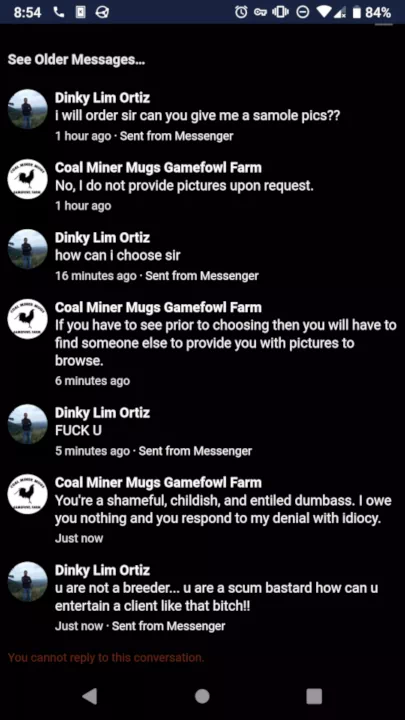 8:54
84%
See Older Messages...
Dinky Lim Ortiz
i will order sir can you give me a samole pics??
1 hour ago · Sent from Messenger
Coal Miner Mugs Gamefowl Farm
No, I do not provide pictures upon request.
1 hour ago
Dinky Lim Ortiz
how can i choose sir
16 minutes ago · Sent from Messenger
Coal Miner Mugs Gamefowl Farm
If you have to see prior to choosing then you will have to
find someone else to provide you with pictures to
browse.
6 minutes ago
Dinky Lim Ortiz
FUCK U
5 minutes ago · Sent from Messenger
Coal Miner Mugs Gamefowl Farm
You're a shameful, childish, and entiled dumbass. I owe
you nothing and you respond to my denial with idiocy.
Just now
Dinky Lim Ortiz
u are not a breeder... u are a scum bastard how can u
entertain a client like that bitch!!
Just now · Sent from Messenger
You cannot reply to this conversation.